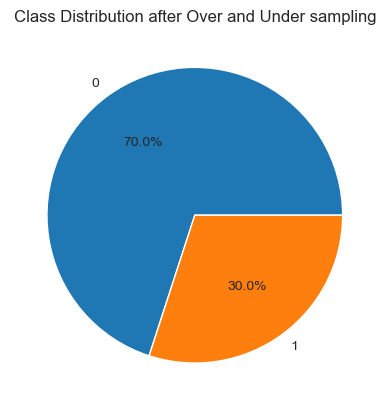 Class Distribution after Over and Under sampling
0
70.0%
30.0%
1